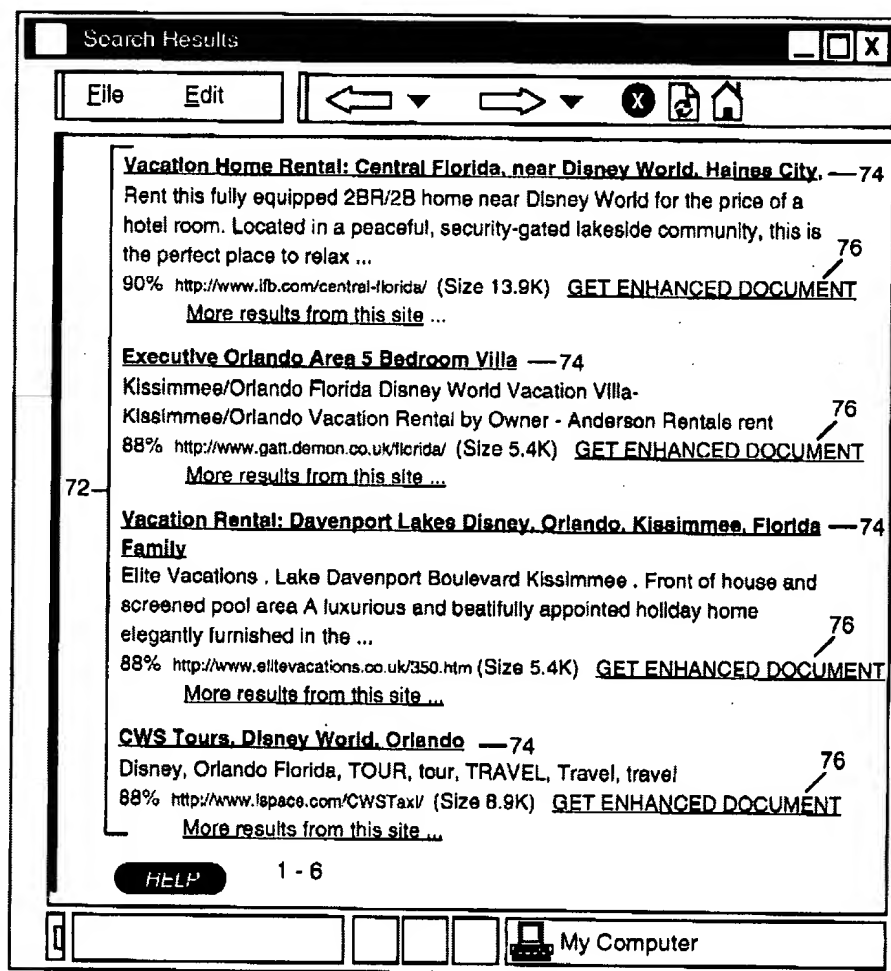 Search Results
File Edit
Vacation Home Rental: Central Florida, near Disney World, Haines City, 74
Rent this fully equipped 2BR/2B home near Disney World for the price of a
hotel room. Located in a peaceful, security-gated lakeside community, this is
the perfect place to relax ...
76
90% http://www.ifb.com/central-florida/ (Size 13.9K) GET ENHANCED DOCUMENT
More results from this site ...
Executive Orlando Area 5 Bedroom Villa 74
Kissimmee/Orlando Florida Disney World Vacation Villa-
Kissimmee/Orlando Vacation Rental by Owner - Anderson Rentals rent
76
88% http://www.gatt.demon.co.uk/florida/ (Size 5.4K) GET ENHANCED DOCUMENT
More results from this site ...
72
Vacation Rental: Davenport Lakes Disney, Orlando, Kissimmee, Florida 74
Family
Elite Vacations . Lake Davenport Boulevard Kissimmee . Front of house and
screened pool area A luxurious and beatifully appointed holiday home
elegantly furnished in the ...
76
88% http://www.elitevacations.co.uk/350.htm (Size 5.4K) GET ENHANCED DOCUMENT
More results from this site ...
CWS Tours, Disney World, Orlando 74
Disney, Orlando Florida, TOUR, tour, TRAVEL, Travel, travel
76
88% http://www.ispace.com/CWSTaxi/ (Size 8.9K) GET ENHANCED DOCUMENT
More results from this site ...
HELP 1 - 6
My Computer